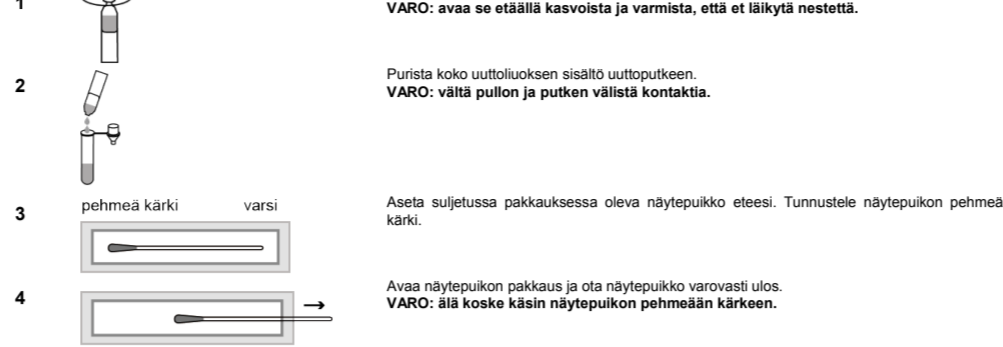 1
VARO: avaa se etäällä kasvoista ja varmista, että et läikytä nestettä.
2
Purista koko uuttoliuoksen sisältö uuttoputkeen.
VARO: vältä pullon ja putken välistä kontaktia.
3
pehmeä kärki varsi
Aseta suljetussa pakkauksessa oleva näytepuikko eteesi. Tunnustele näytepuikon pehmeä
kärki.
4
Avaa näytepuikon pakkaus ja ota näytepuikko varovasti ulos.
VARO: älä koske käsin näytepuikon pehmeään kärkeen.